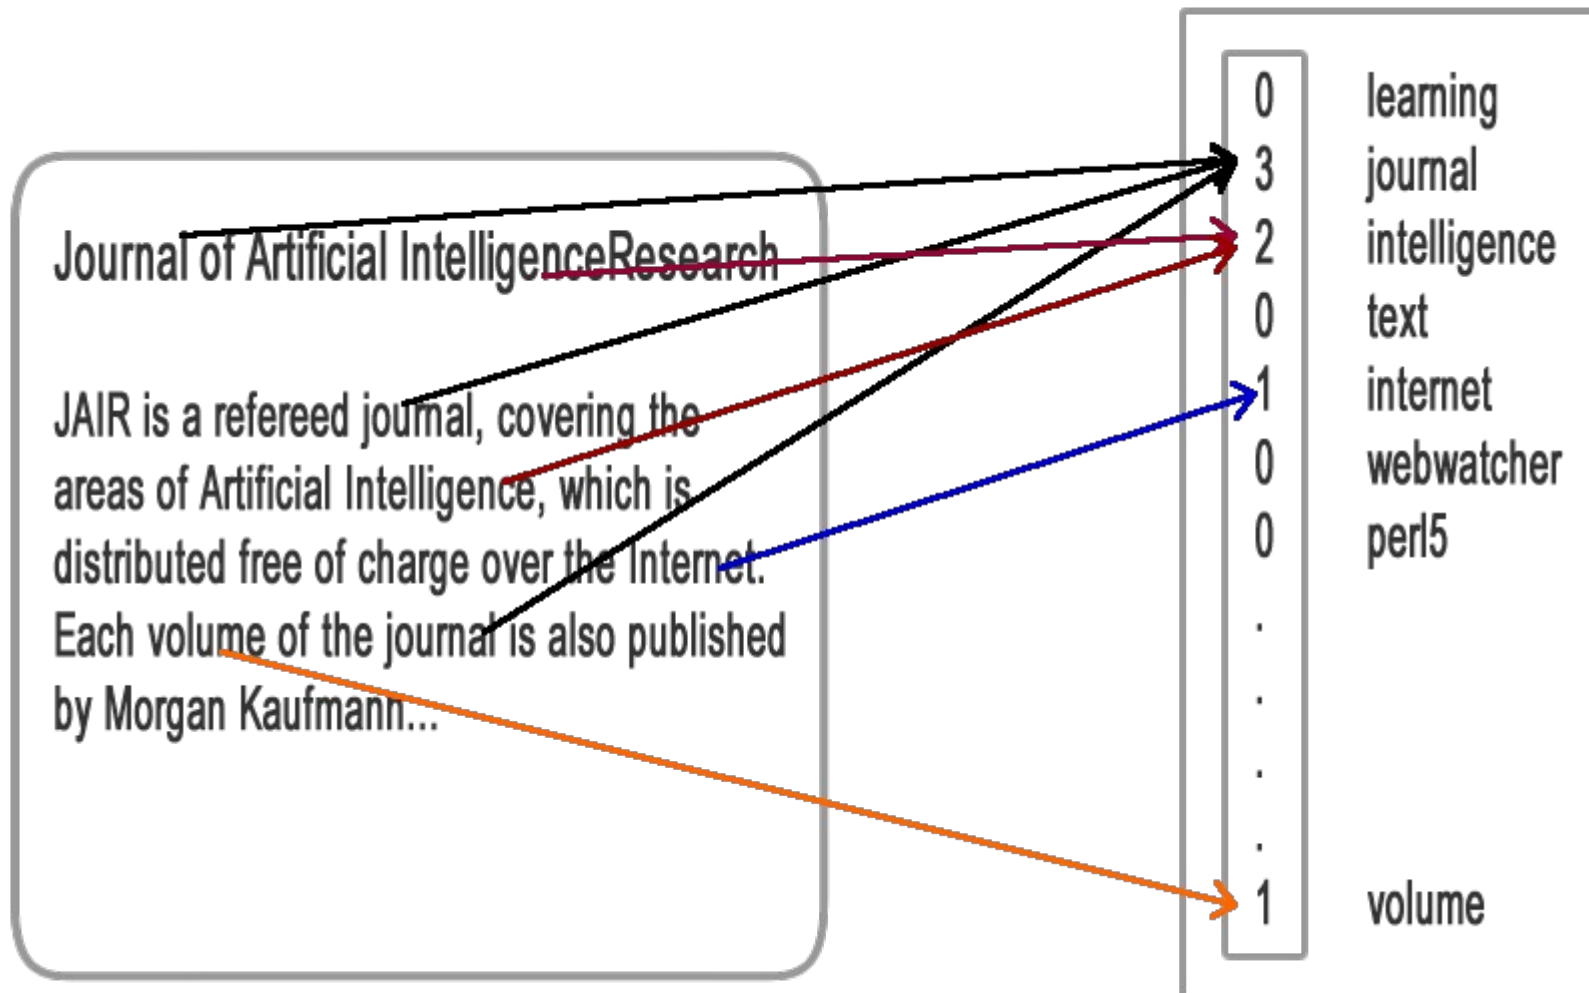 Journal of Artificial IntelligenceResearch
JAIR is a refereed journal, covering the
areas of Artificial Intelligence, which is
distributed free of charge over the Internet.
Each volume of the journal is also published
by Morgan Kaufmann...
0 learning
3 journal
2 intelligence
0 text
1 internet
0 webwatcher
0 perl5
.
.
.
.
1 volume